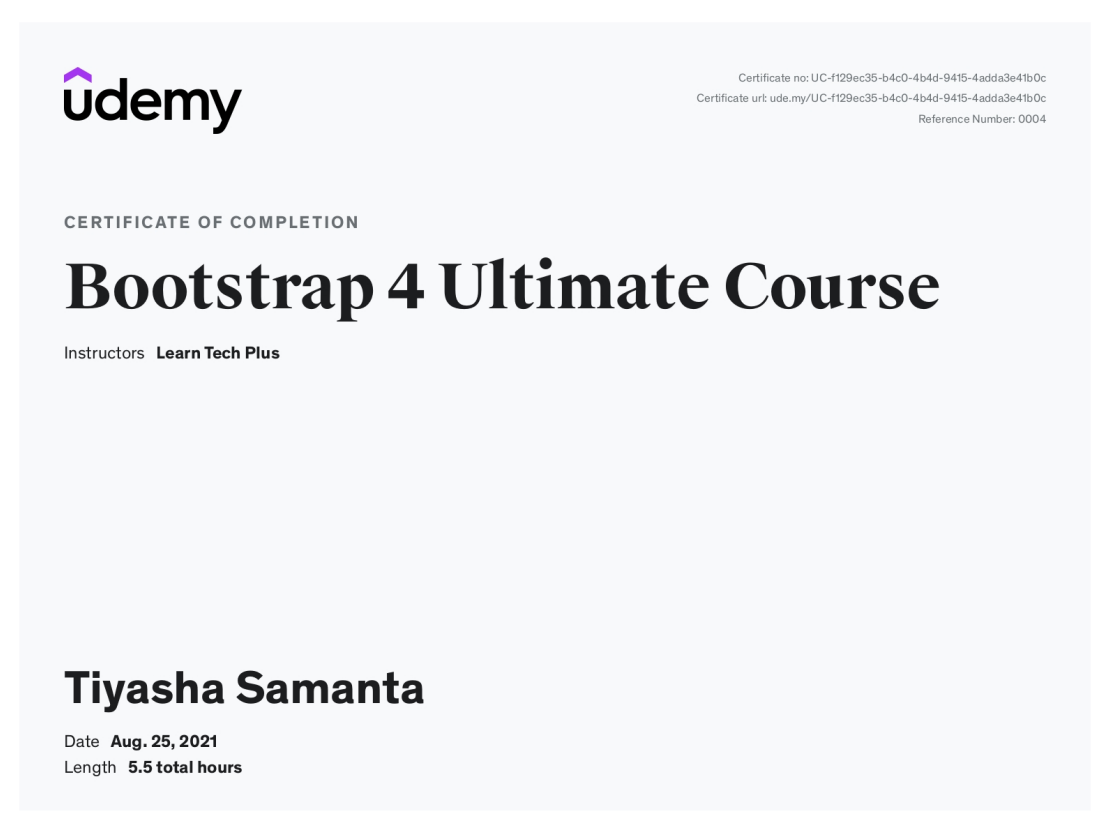 udemy
Certificate no: UC-f129ec35-b4c0-4b4d-9415-4adda3e41b0c
Certificate url: ude.my/UC-f129ec35-b4c0-4b4d-9415-4adda3e41b0c
Reference Number: 0004
CERTIFICATE OF COMPLETION
Bootstrap 4 Ultimate Course
Instructors Learn Tech Plus
Tiyasha Samanta
Date Aug. 25, 2021
Length 5.5 total hours